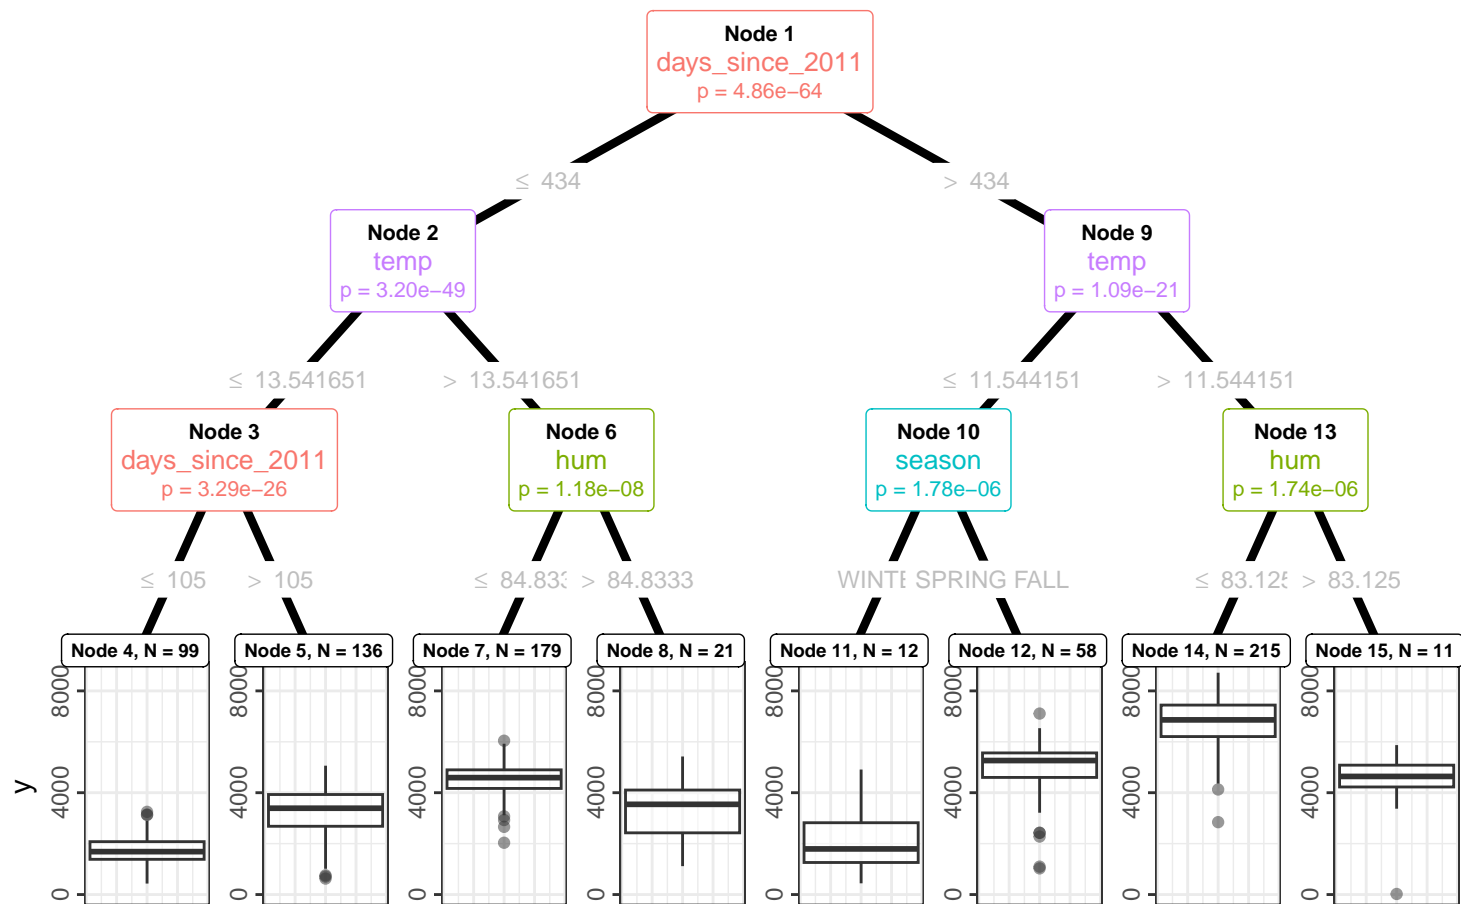 Node 1
days_since_2011
p = 4.86e−64
≤ 434
> 434
Node 2
temp
p = 3.20e−49
Node 9
temp
p = 1.09e−21
≤ 13.541651
> 13.541651
≤ 11.544151
> 11.544151
Node 3
days_since_2011
p = 3.29e−26
Node 6
hum
p = 1.18e−08
Node 10
season
p = 1.78e−06
Node 13
hum
p = 1.74e−06
≤ 105
> 105
≤ 84.833
> 84.8333
WINTE
SPRING FALL
≤ 83.125
> 83.125
Node 4, N = 99
Node 5, N = 136
Node 7, N = 179
Node 8, N = 21
Node 11, N = 12
Node 12, N = 58
Node 14, N = 215
Node 15, N = 11
y
8000
4000
0
8000
4000
0
8000
4000
0
8000
4000
0
8000
4000
0
8000
4000
0
8000
4000
0
8000
4000
0